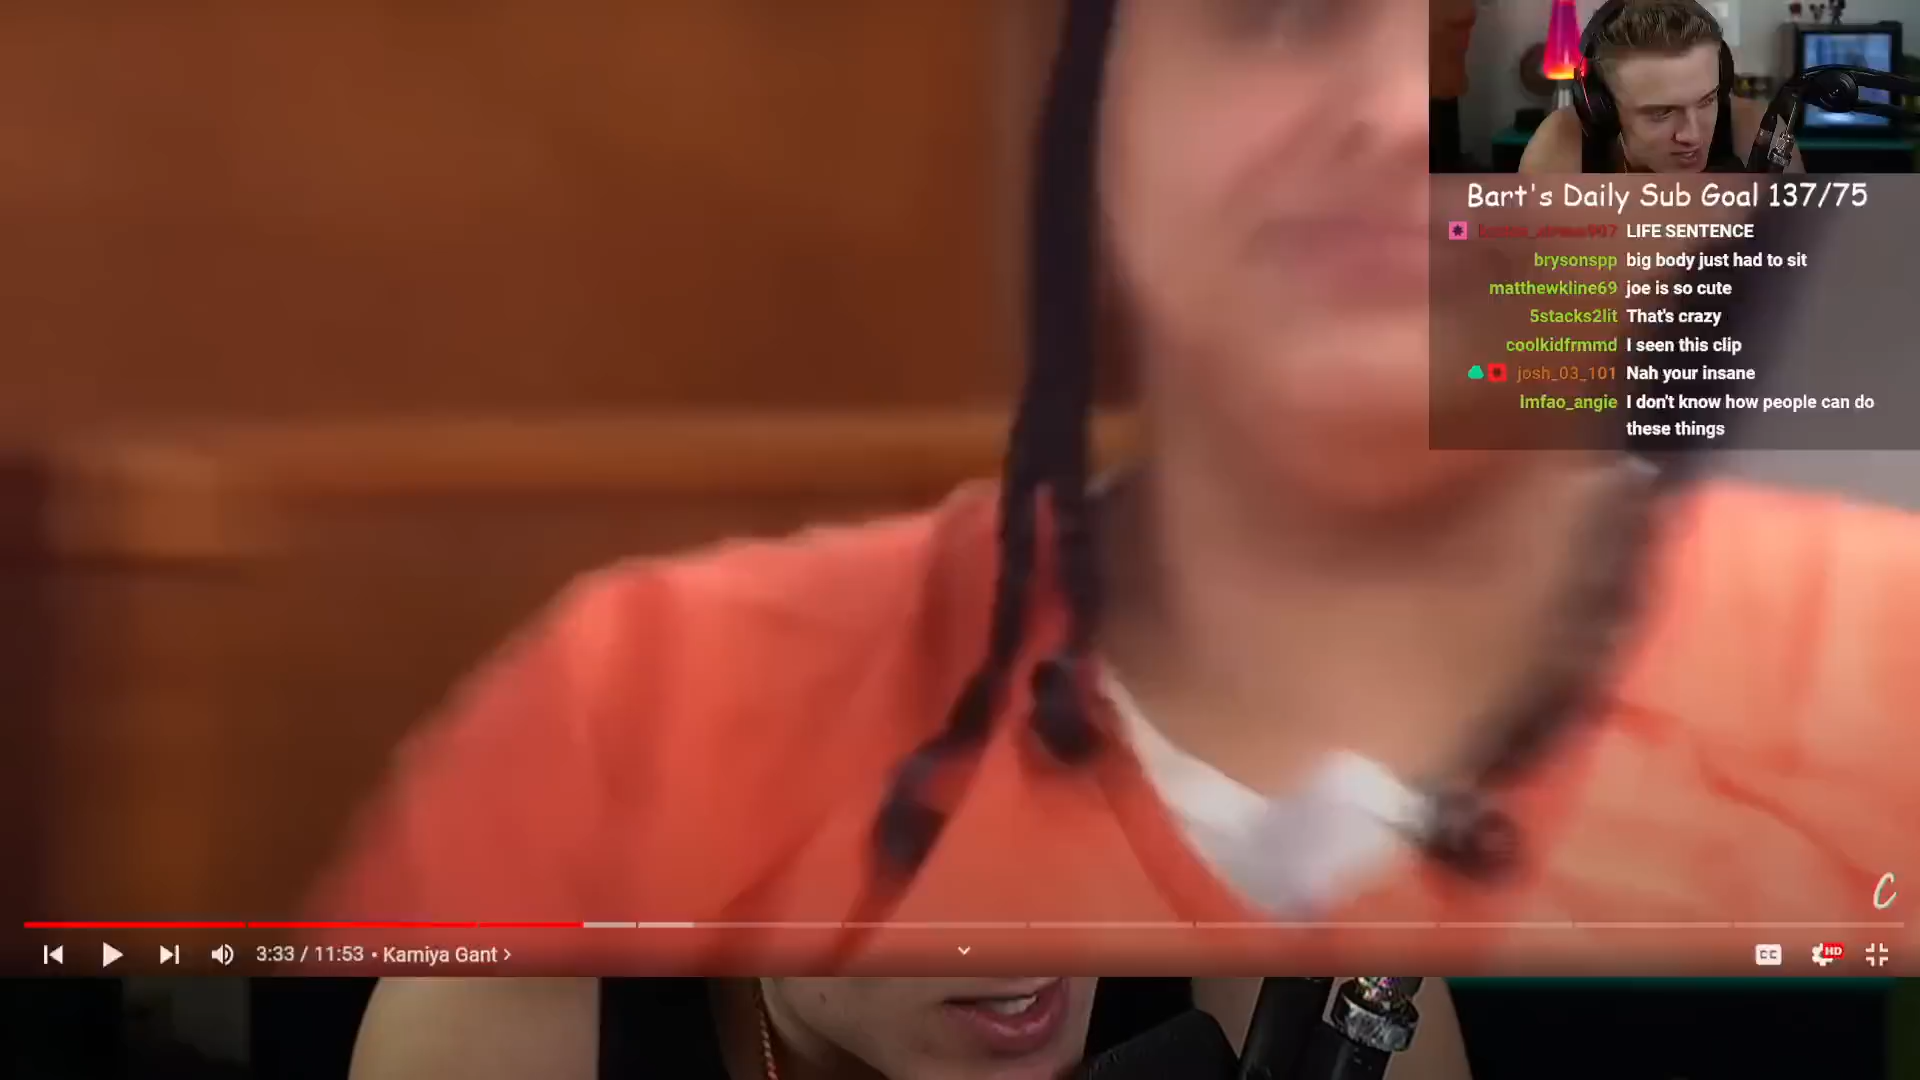 Bart's Daily Sub Goal 137/75
LIFE SENTENCE
brysonspp big body just had to sit
matthewkline69 joe is so cute
5stacks2lit That's crazy
coolkidfrmmd I seen this clip
josh_03_101 Nah your insane
lmfao_angie I don't know how people can do
these things
C
3:33 / 11:53 • Kamiya Gant >
CC
HD